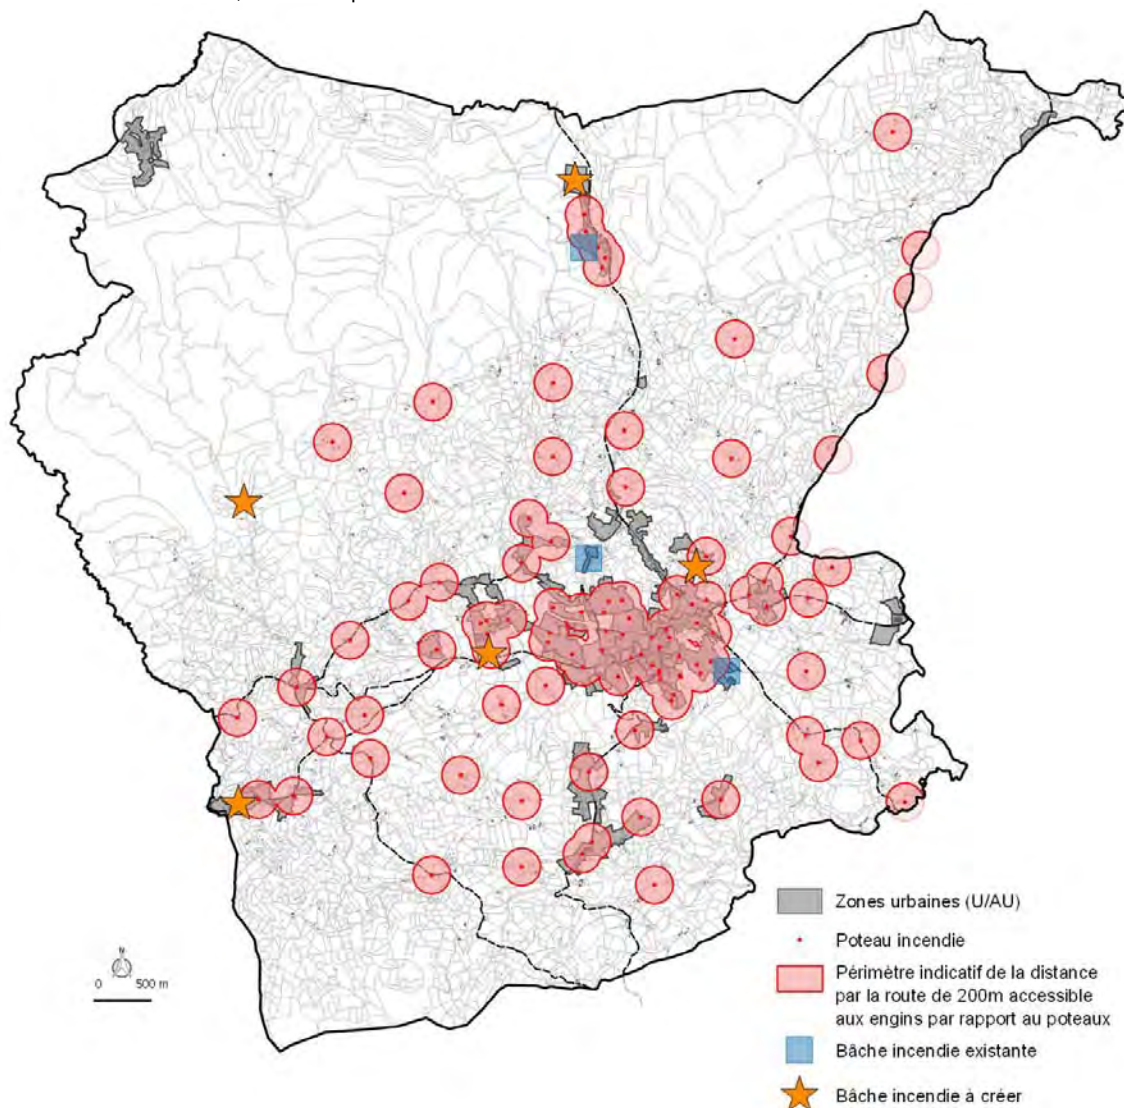 Zones urbaines (U/AU)
Poteau incendie
Périmètre indicatif de la distance
par la route de 200m accessible
aux engins par rapport au poteaux
Bâche incendie existante
Bâche incendie à créer
N
0 500 m